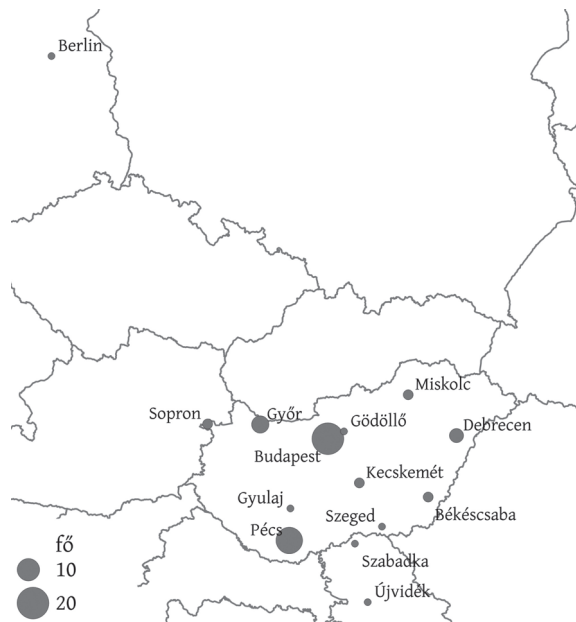 Berlin
Miskolc
Sopron
Győr
Gödöllő
Debrecen
Budapest
Kecskemét
Gyulaj
Szeged
Békéscsaba
Pécs
Szabadka
Újvidék
fő
10
20